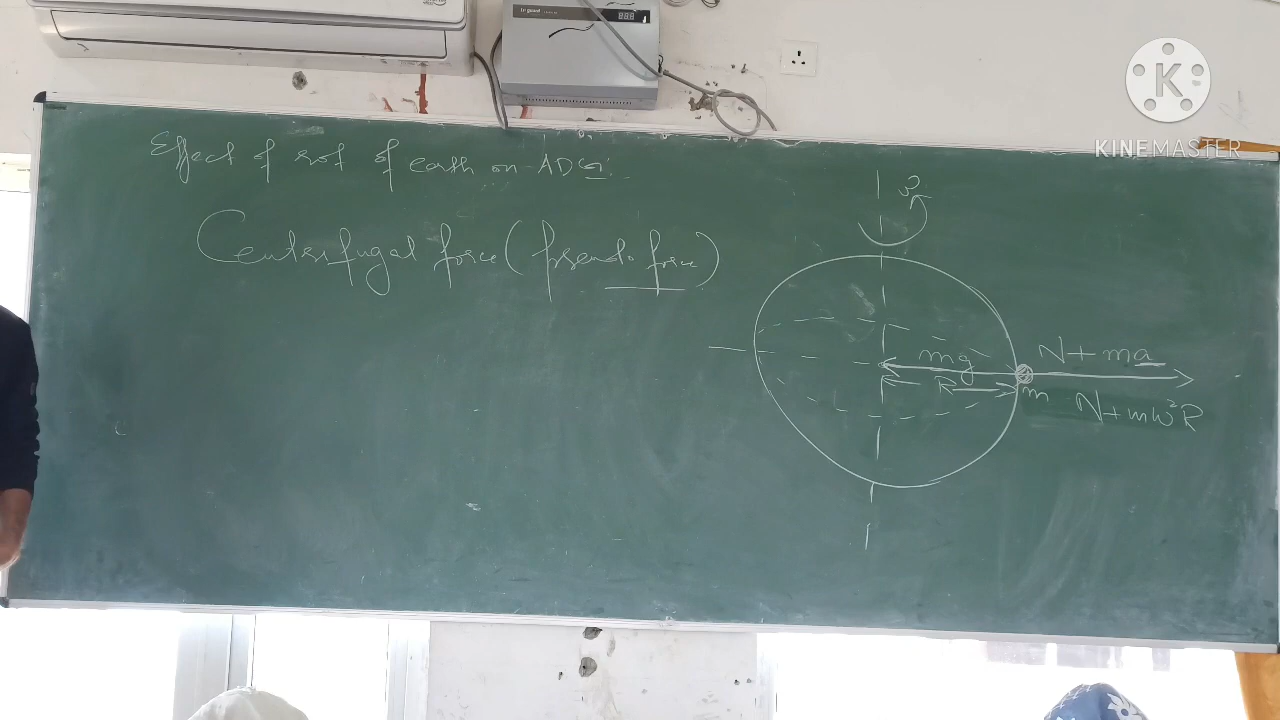 Effect of rot of earth on ADG:
Centrifugal force (pseudo force)
ω
mg
N + ma
R
m
N + mω²R
K
KINEMASTER